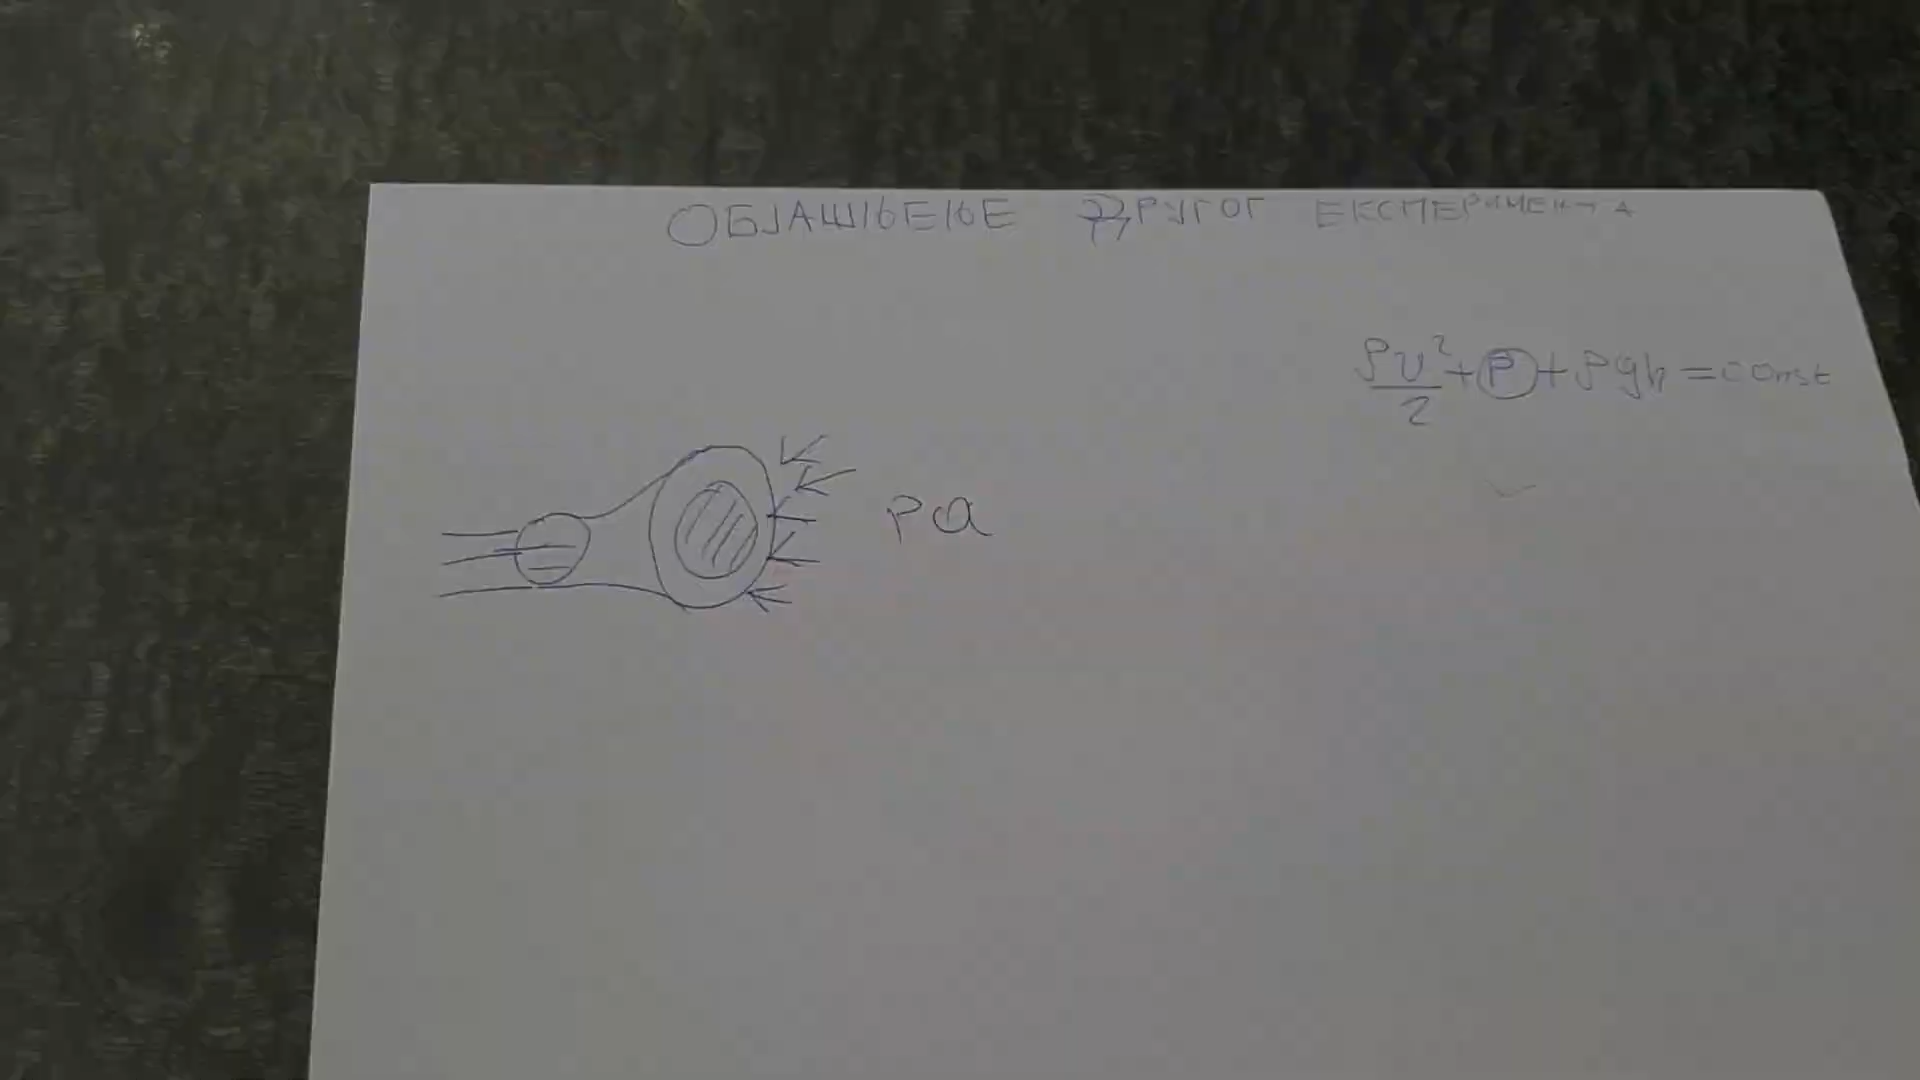 ОБЈАШЊЕЊЕ ДРУГОГ ЕКСПЕРИМЕНТА
ρv²/2 + p + ρgh = const
pa